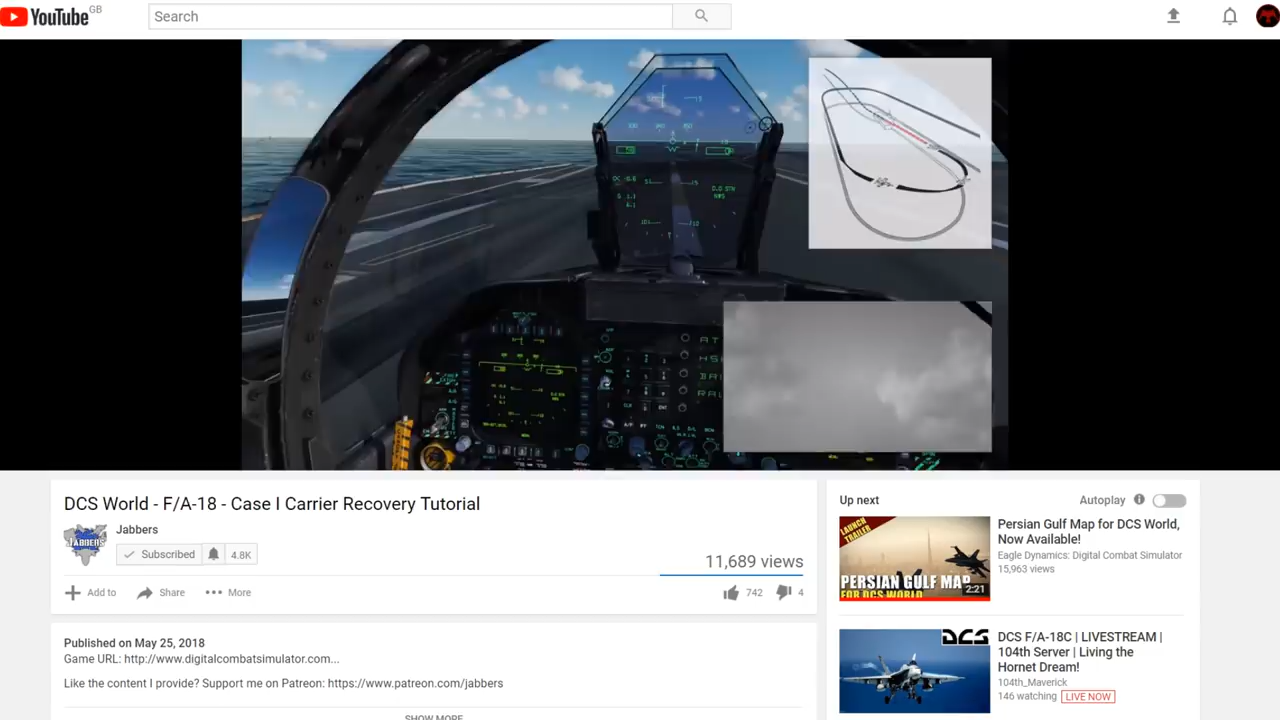 YouTube GB
Search
DCS World - F/A-18 - Case I Carrier Recovery Tutorial
JABBERS
Jabbers
Subscribed 4.8K
11,689 views
Add to Share More
742 4
Published on May 25, 2018
Game URL: http://www.digitalcombatsimulator.com...
Like the content I provide? Support me on Patreon: https://www.patreon.com/jabbers
SHOW MORE
Up next Autoplay
LAUNCH
TRAILER
PERSIAN GULF MAP
FOR DCS WORLD
2:21
Persian Gulf Map for DCS World,
Now Available!
Eagle Dynamics: Digital Combat Simulator
15,963 views
DCS
DCS F/A-18C | LIVESTREAM |
104th Server | Living the
Hornet Dream!
104th_Maverick
146 watching LIVE NOW